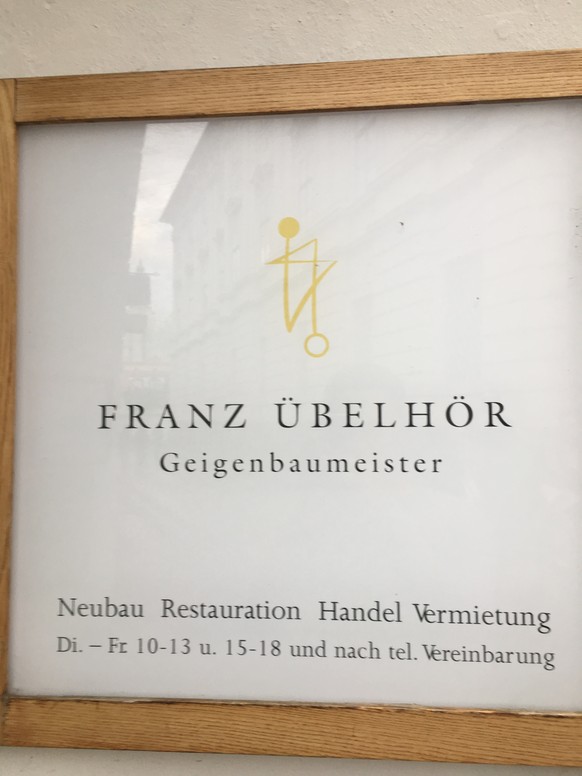 FRANZ ÜBELHÖR
Geigenbaumeister
Neubau Restauration Handel Vermietung
Di. – Fr. 10-13 u. 15-18 und nach tel. Vereinbarung